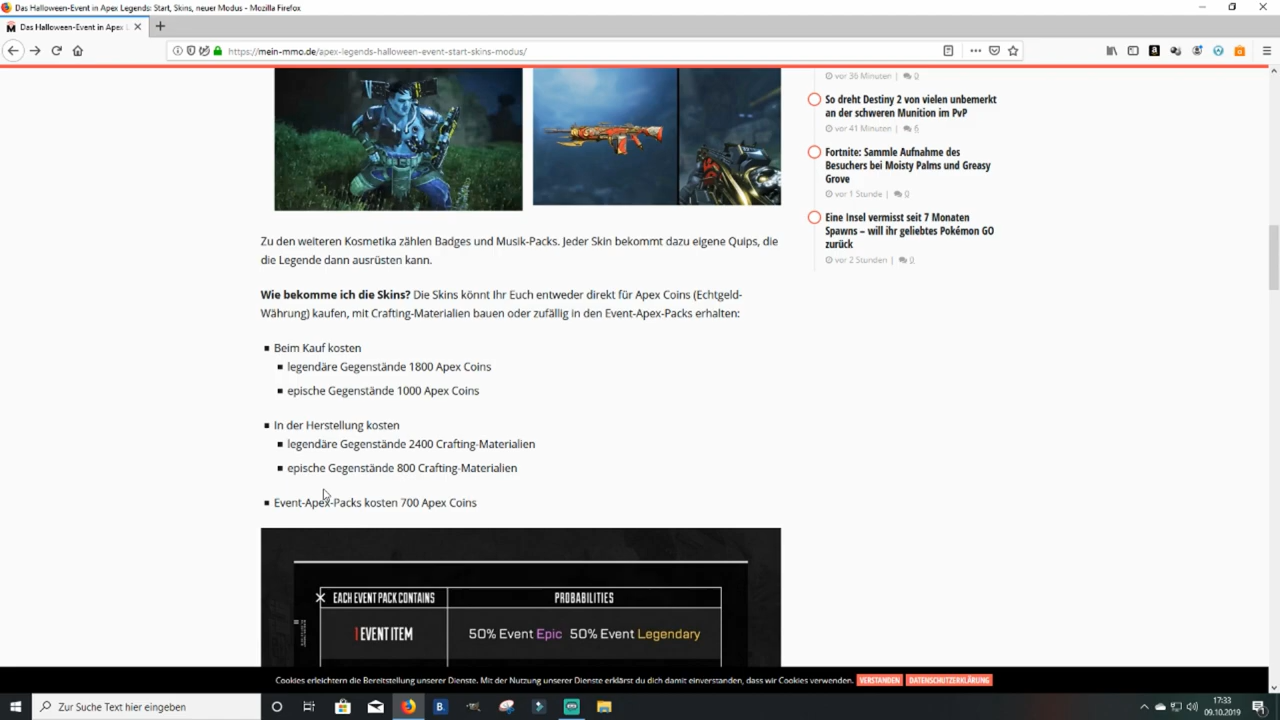 Das Halloween-Event in Apex Legends: Start, Skins, neuer Modus - Mozilla Firefox
Das Halloween-Event in Apex L
https://mein-mmo.de/apex-legends-halloween-event-start-skins-modus/
vor 36 Minuten | 0
So dreht Destiny 2 von vielen unbemerkt
an der schweren Munition im PvP
vor 41 Minuten | 6
Fortnite: Sammle Aufnahme des
Besuchers bei Moisty Palms und Greasy
Grove
vor 1 Stunde | 0
Eine Insel vermisst seit 7 Monaten
Spawns – will ihr geliebtes Pokémon GO
zurück
vor 2 Stunden | 0
Zu den weiteren Kosmetika zählen Badges und Musik-Packs. Jeder Skin bekommt dazu eigene Quips, die
die Legende dann ausrüsten kann.
Wie bekomme ich die Skins? Die Skins könnt Ihr Euch entweder direkt für Apex Coins (Echtgeld-
Währung) kaufen, mit Crafting-Materialien bauen oder zufällig in den Event-Apex-Packs erhalten:
Beim Kauf kosten
legendäre Gegenstände 1800 Apex Coins
epische Gegenstände 1000 Apex Coins
In der Herstellung kosten
legendäre Gegenstände 2400 Crafting-Materialien
epische Gegenstände 800 Crafting-Materialien
Event-Apex-Packs kosten 700 Apex Coins
EACH EVENT PACK CONTAINS PROBABILITIES
1 EVENT ITEM 50% Event Epic 50% Event Legendary
Cookies erleichtern die Bereitstellung unserer Dienste. Mit der Nutzung unserer Dienste erklärst du dich damit einverstanden, dass wir Cookies verwenden. VERSTANDEN DATENSCHUTZERKLÄRUNG
Zur Suche Text hier eingeben
17:33
09.10.2019